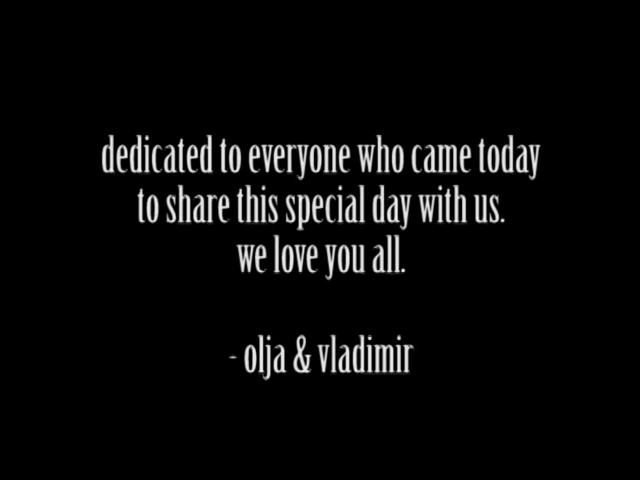 dedicated to everyone who came today
to share this special day with us.
we love you all.
- olja & vladimir